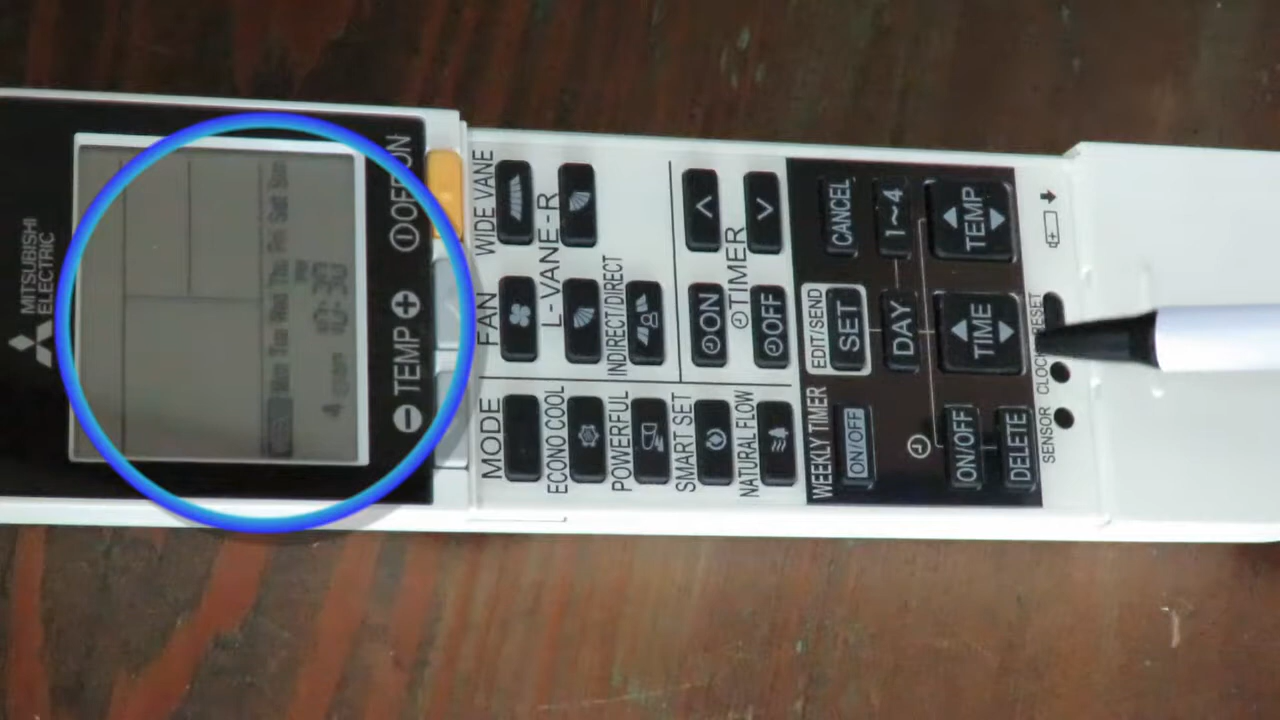 MITSUBISHI
ELECTRIC
Mon Tue Wed Thu Fri Sat Sun
TEMP
OFF/ON
MODE
FAN
WIDE VANE
ECONO COOL
L-VANE-R
POWERFUL
INDIRECT/DIRECT
SMART SET
NATURAL FLOW
ON
TIMER
OFF
WEEKLY TIMER
ON/OFF
EDIT/SEND
SET
CANCEL
DAY
1~4
ON/OFF
TIME
TEMP
DELETE
SENSOR
CLOCK
RESET